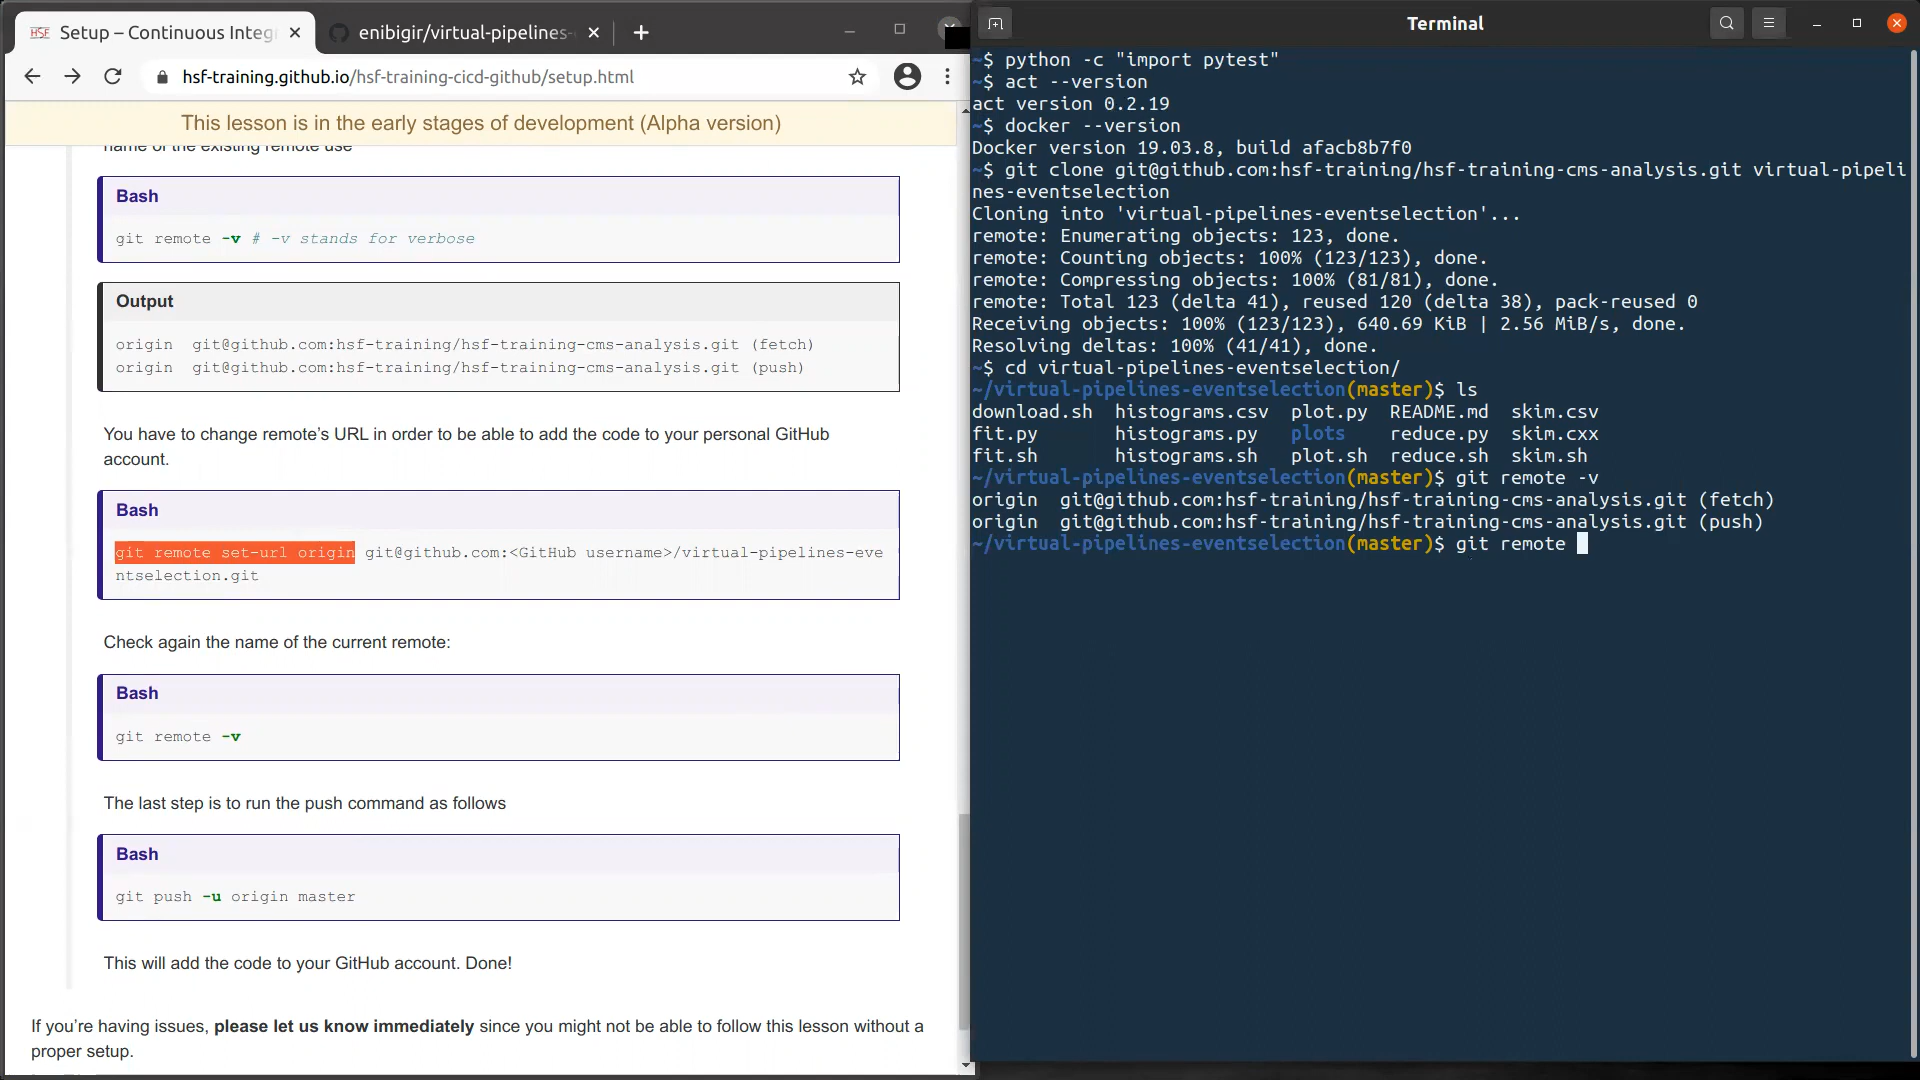 Setup – Continuous Integ
enibigir/virtual-pipelines-
hsf-training.github.io/hsf-training-cicd-github/setup.html
This lesson is in the early stages of development (Alpha version)
name of the existing remote use
Bash
git remote -v # -v stands for verbose
Output
origin  git@github.com:hsf-training/hsf-training-cms-analysis.git (fetch)
origin  git@github.com:hsf-training/hsf-training-cms-analysis.git (push)
You have to change remote’s URL in order to be able to add the code to your personal GitHub
account.
Bash
git remote set-url origin git@github.com:<GitHub username>/virtual-pipelines-eve
ntselection.git
Check again the name of the current remote:
Bash
git remote -v
The last step is to run the push command as follows
Bash
git push -u origin master
This will add the code to your GitHub account. Done!
If you’re having issues, please let us know immediately since you might not be able to follow this lesson without a
proper setup.
Terminal
~$ python -c "import pytest"
~$ act --version
act version 0.2.19
~$ docker --version
Docker version 19.03.8, build afacb8b7f0
~$ git clone git@github.com:hsf-training/hsf-training-cms-analysis.git virtual-pipeli
nes-eventselection
Cloning into 'virtual-pipelines-eventselection'...
remote: Enumerating objects: 123, done.
remote: Counting objects: 100% (123/123), done.
remote: Compressing objects: 100% (81/81), done.
remote: Total 123 (delta 41), reused 120 (delta 38), pack-reused 0
Receiving objects: 100% (123/123), 640.69 KiB | 2.56 MiB/s, done.
Resolving deltas: 100% (41/41), done.
~$ cd virtual-pipelines-eventselection/
~/virtual-pipelines-eventselection(master)$ ls
download.sh  histograms.csv  plot.py  README.md  skim.csv
fit.py       histograms.py   plots    reduce.py  skim.cxx
fit.sh       histograms.sh   plot.sh  reduce.sh  skim.sh
~/virtual-pipelines-eventselection(master)$ git remote -v
origin  git@github.com:hsf-training/hsf-training-cms-analysis.git (fetch)
origin  git@github.com:hsf-training/hsf-training-cms-analysis.git (push)
~/virtual-pipelines-eventselection(master)$ git remote